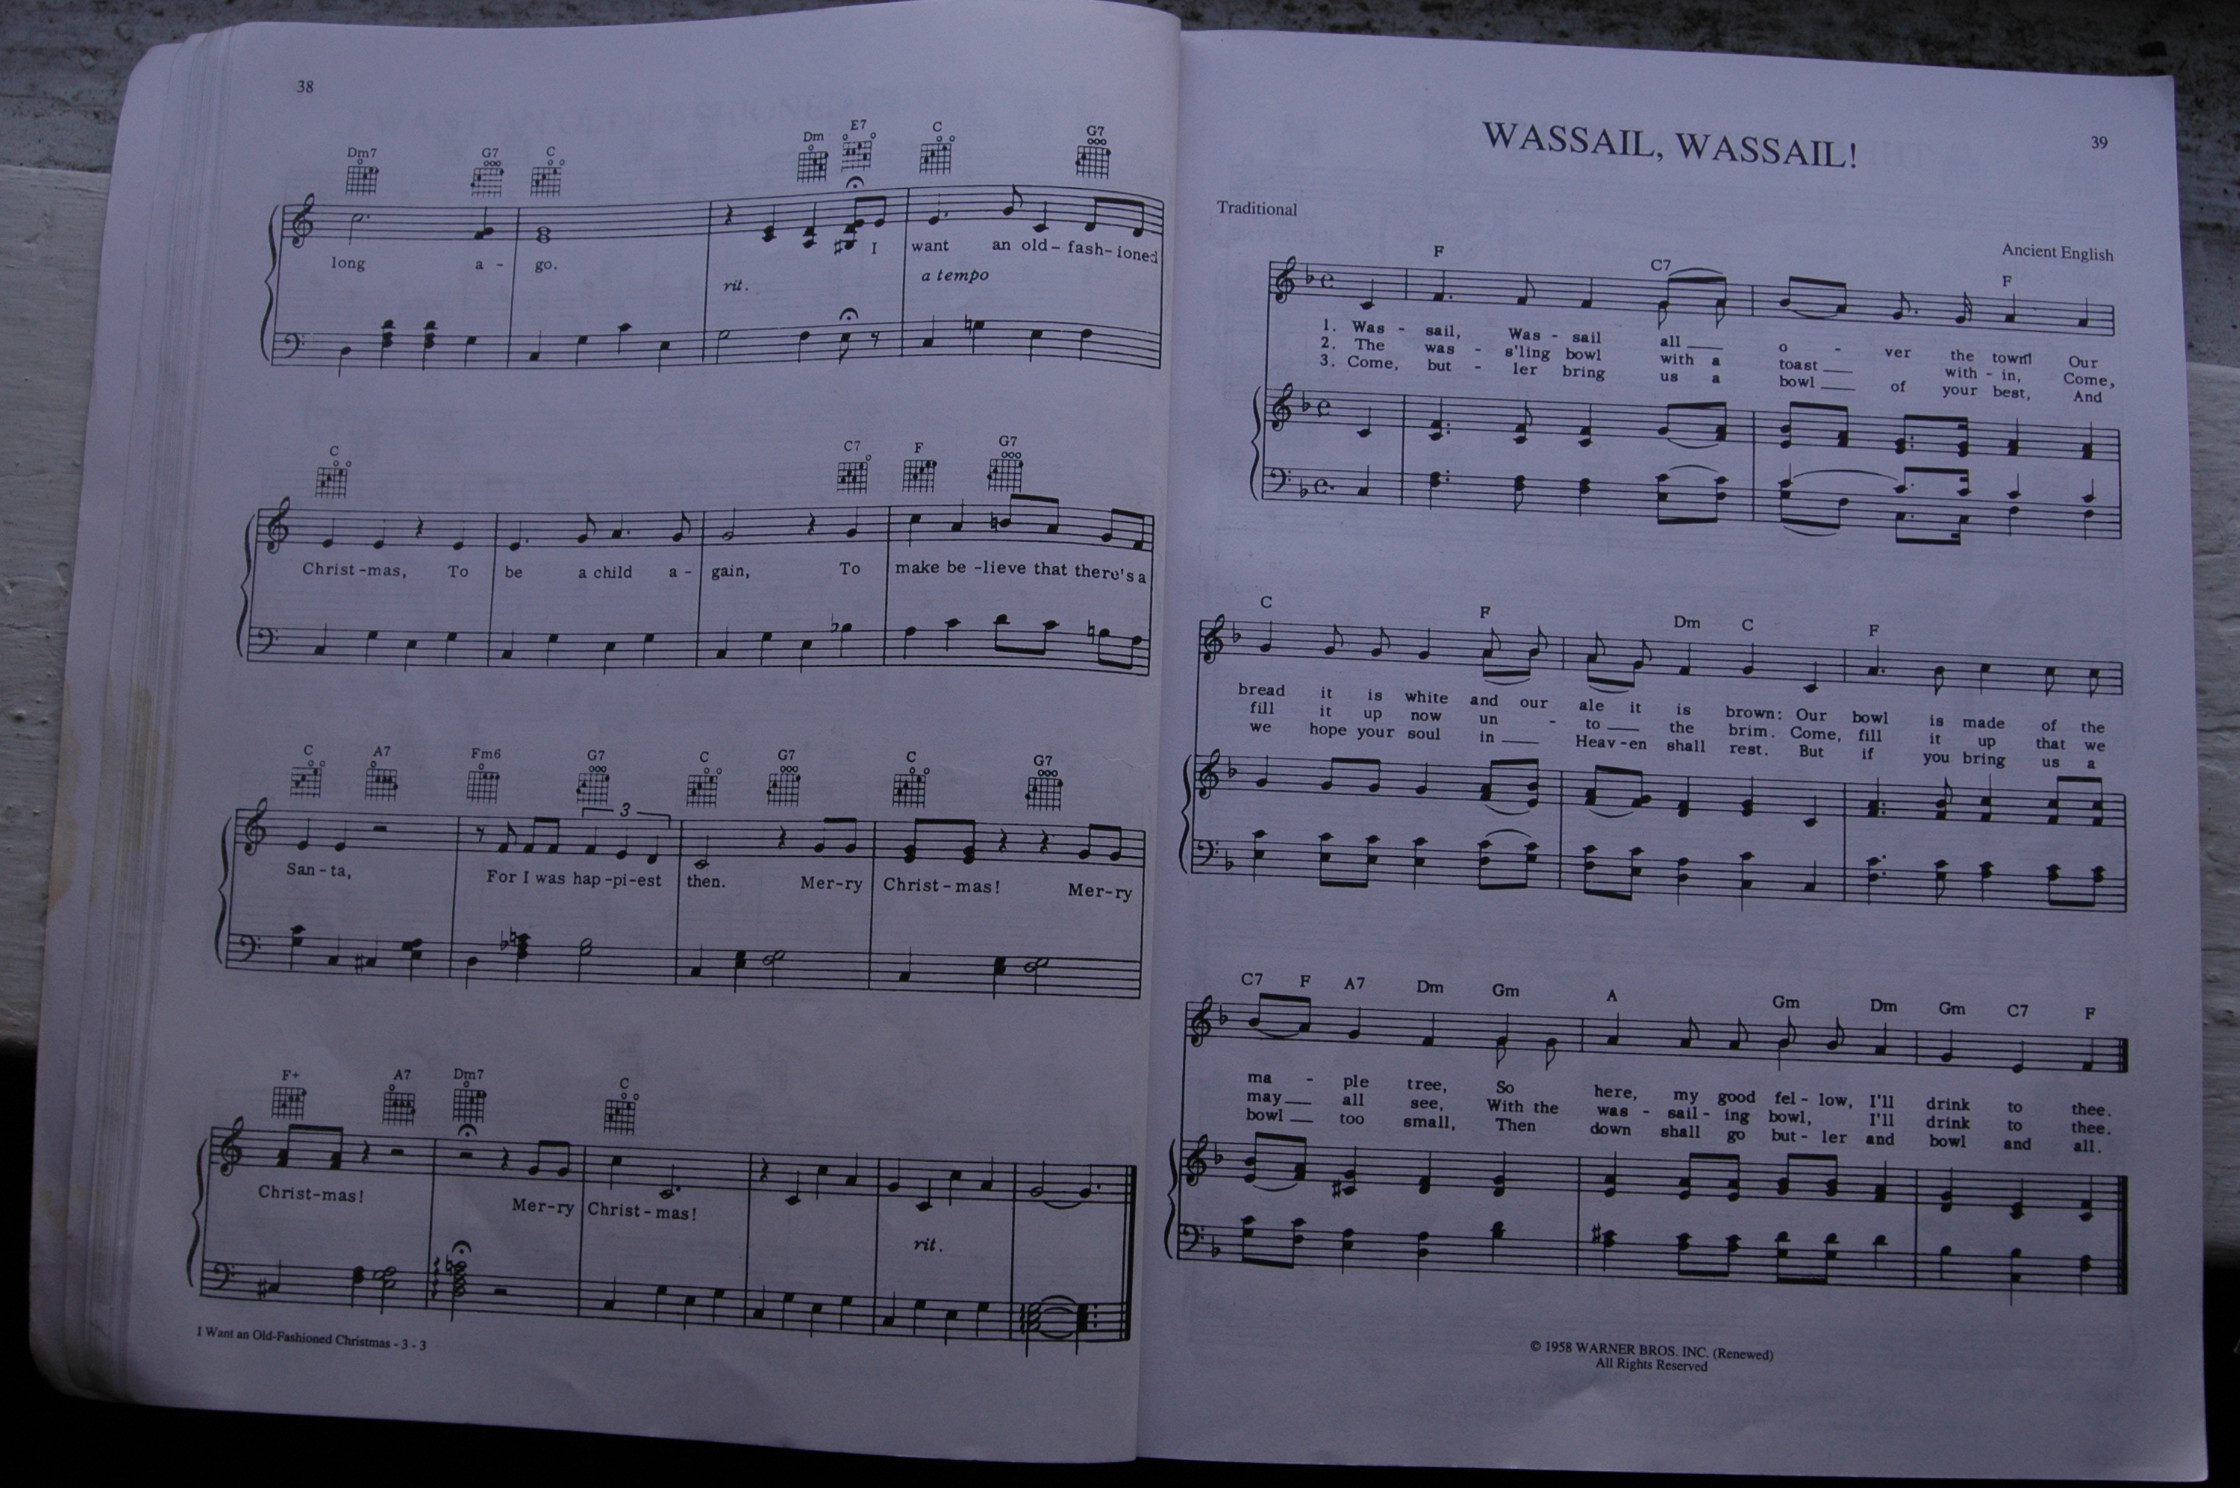 38
Dm7 G7 C Dm E7 C G7
long a - go. I want an old - fash - ioned
rit. a tempo
C C7 F G7
Christ - mas, To be a child a - gain, To make be - lieve that there's a
C A7 Fm6 G7 C G7 C G7
3
San - ta, For I was hap - pi - est then. Mer - ry Christ - mas! Mer - ry
F+ A7 Dm7 C
Christ - mas! Mer - ry Christ - mas!
rit.
I Want an Old-Fashioned Christmas - 3 - 3
39
WASSAIL, WASSAIL!
Traditional
Ancient English
F C7 F
1. Was - sail, Was - sail all o - ver the town! Our
2. The was - s'ling bowl with a toast with - in, Come,
3. Come, but - ler bring us a bowl of your best, And
C F Dm C F
bread it is white and our ale it is brown: Our bowl is made of the
fill it up now un - to the brim. Come, fill it up that we
we hope your soul in Heav - en shall rest. But if you bring us a
C7 F A7 Dm Gm A Gm Dm Gm C7 F
ma - ple tree, So here, my good fel - low, I'll drink to thee.
may all see, With the was - sail - ing bowl, I'll drink to thee.
bowl too small, Then down shall go but - ler and bowl and all.
© 1958 WARNER BROS. INC. (Renewed)
All Rights Reserved